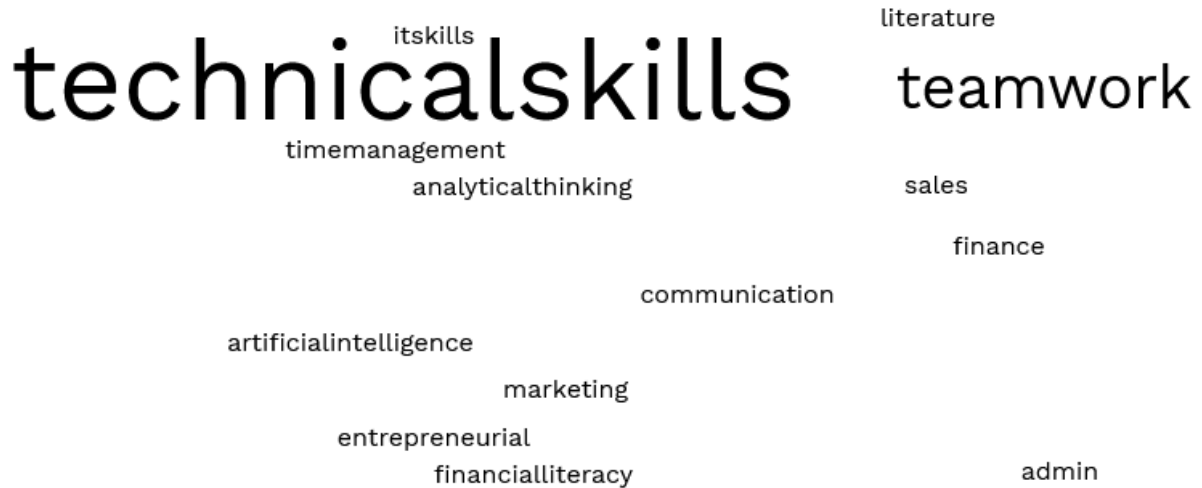 literature
itskills
technicalskills
teamwork
timemanagement
analyticalthinking
sales
finance
communication
artificialintelligence
marketing
entrepreneurial
financialliteracy
admin